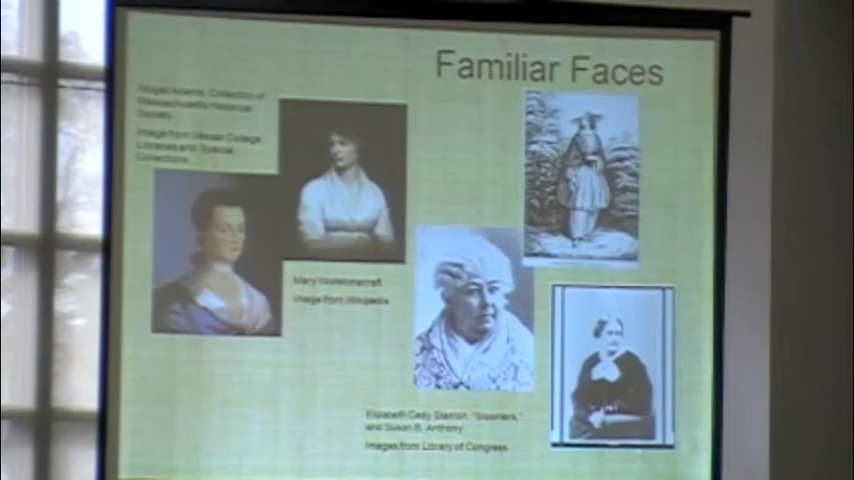 Familiar Faces
Abigail Adams, Collection of
Massachusetts Historical
Society.
Image from Vassar College
Libraries and Special
Collections.
Mary Wollstonecraft.
Image from Wikipedia
Elizabeth Cady Stanton, "bloomers,"
and Susan B. Anthony.
Images from Library of Congress